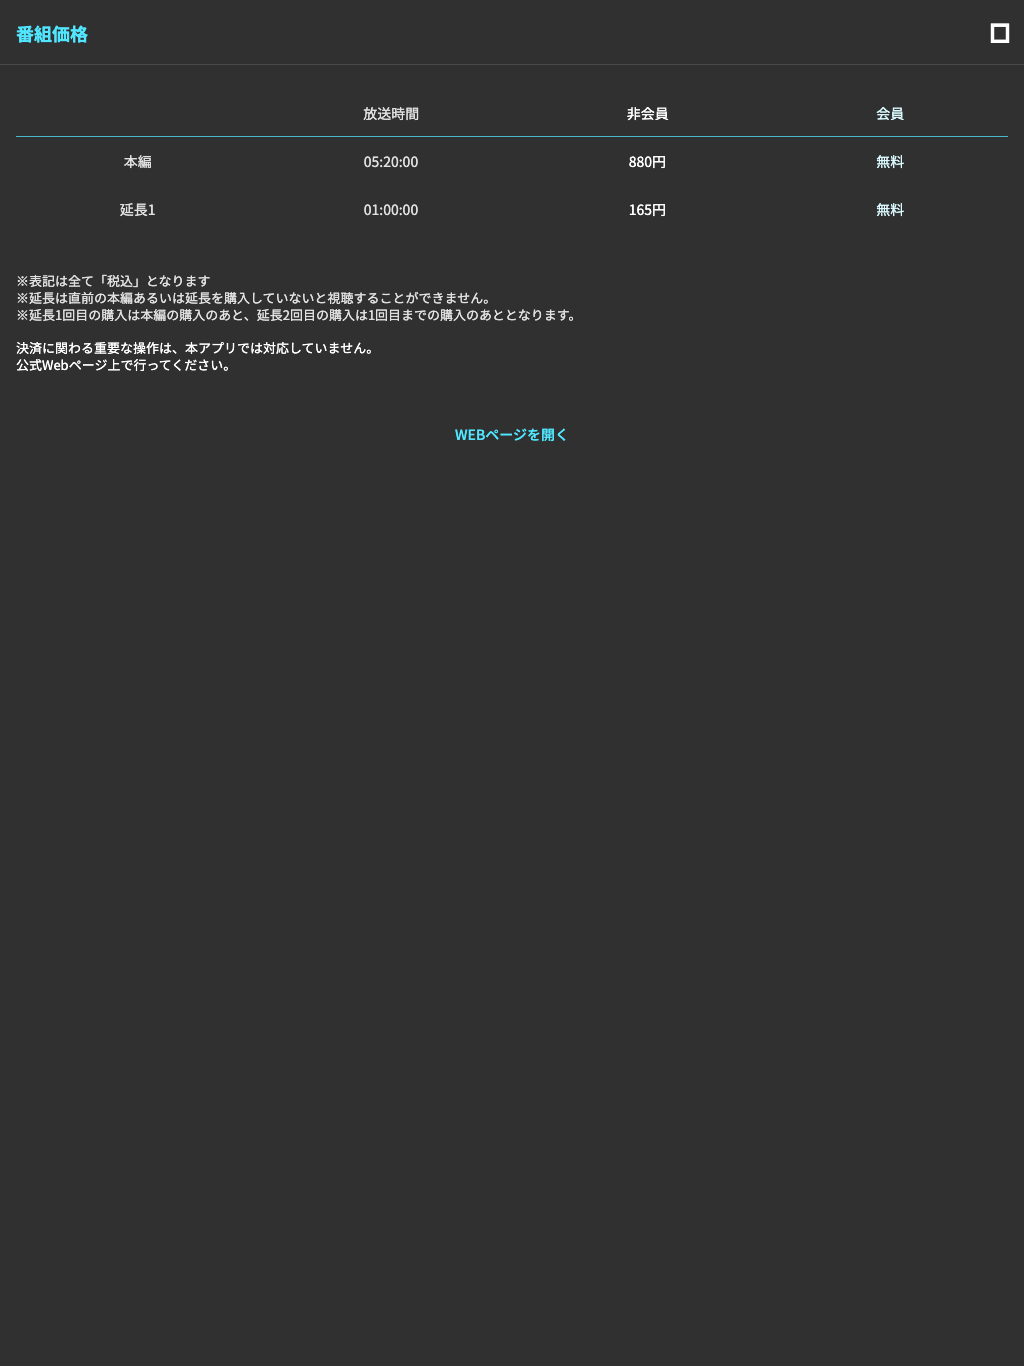 番組価格
放送時間 非会員 会員
本編 05:20:00 880円 無料
延長1 01:00:00 165円 無料
※表記は全て「税込」となります
※延長は直前の本編あるいは延長を購入していないと視聴することができません。
※延長1回目の購入は本編の購入のあと、延長2回目の購入は1回目までの購入のあととなります。
決済に関わる重要な操作は、本アプリでは対応していません。
公式Webページ上で行ってください。
WEBページを開く